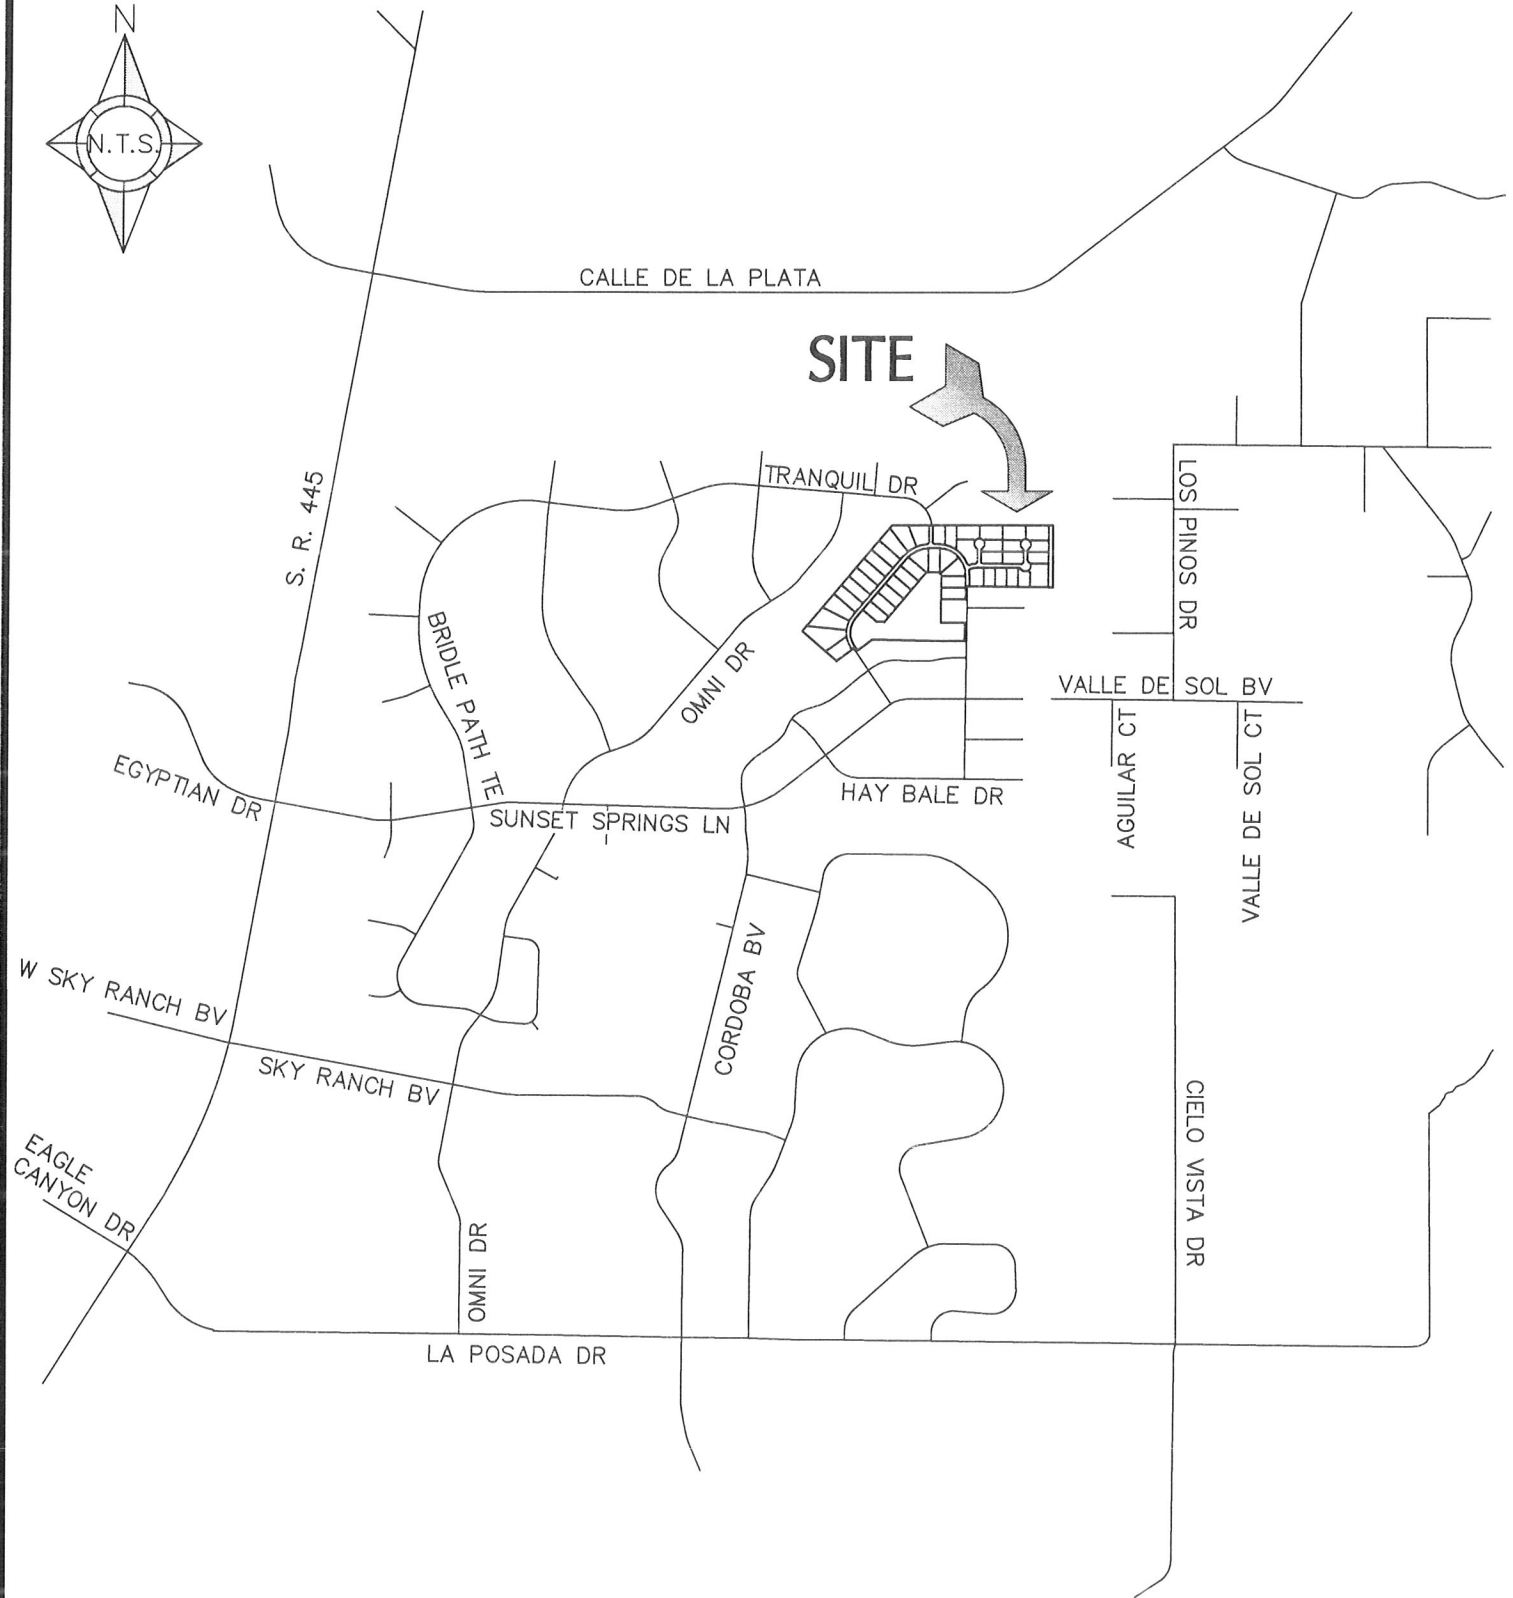 N
N.T.S.
CALLE DE LA PLATA
SITE
S. R. 445
TRANQUIL DR
LOS PINOS DR
BRIDLE PATH TE
OMNI DR
VALLE DE SOL BV
AGUILAR CT
VALLE DE SOL CT
EGYPTIAN DR
SUNSET SPRINGS LN
HAY BALE DR
W SKY RANCH BV
CORDOBA BV
SKY RANCH BV
CIELO VISTA DR
EAGLE
CANYON DR
OMNI DR
LA POSADA DR